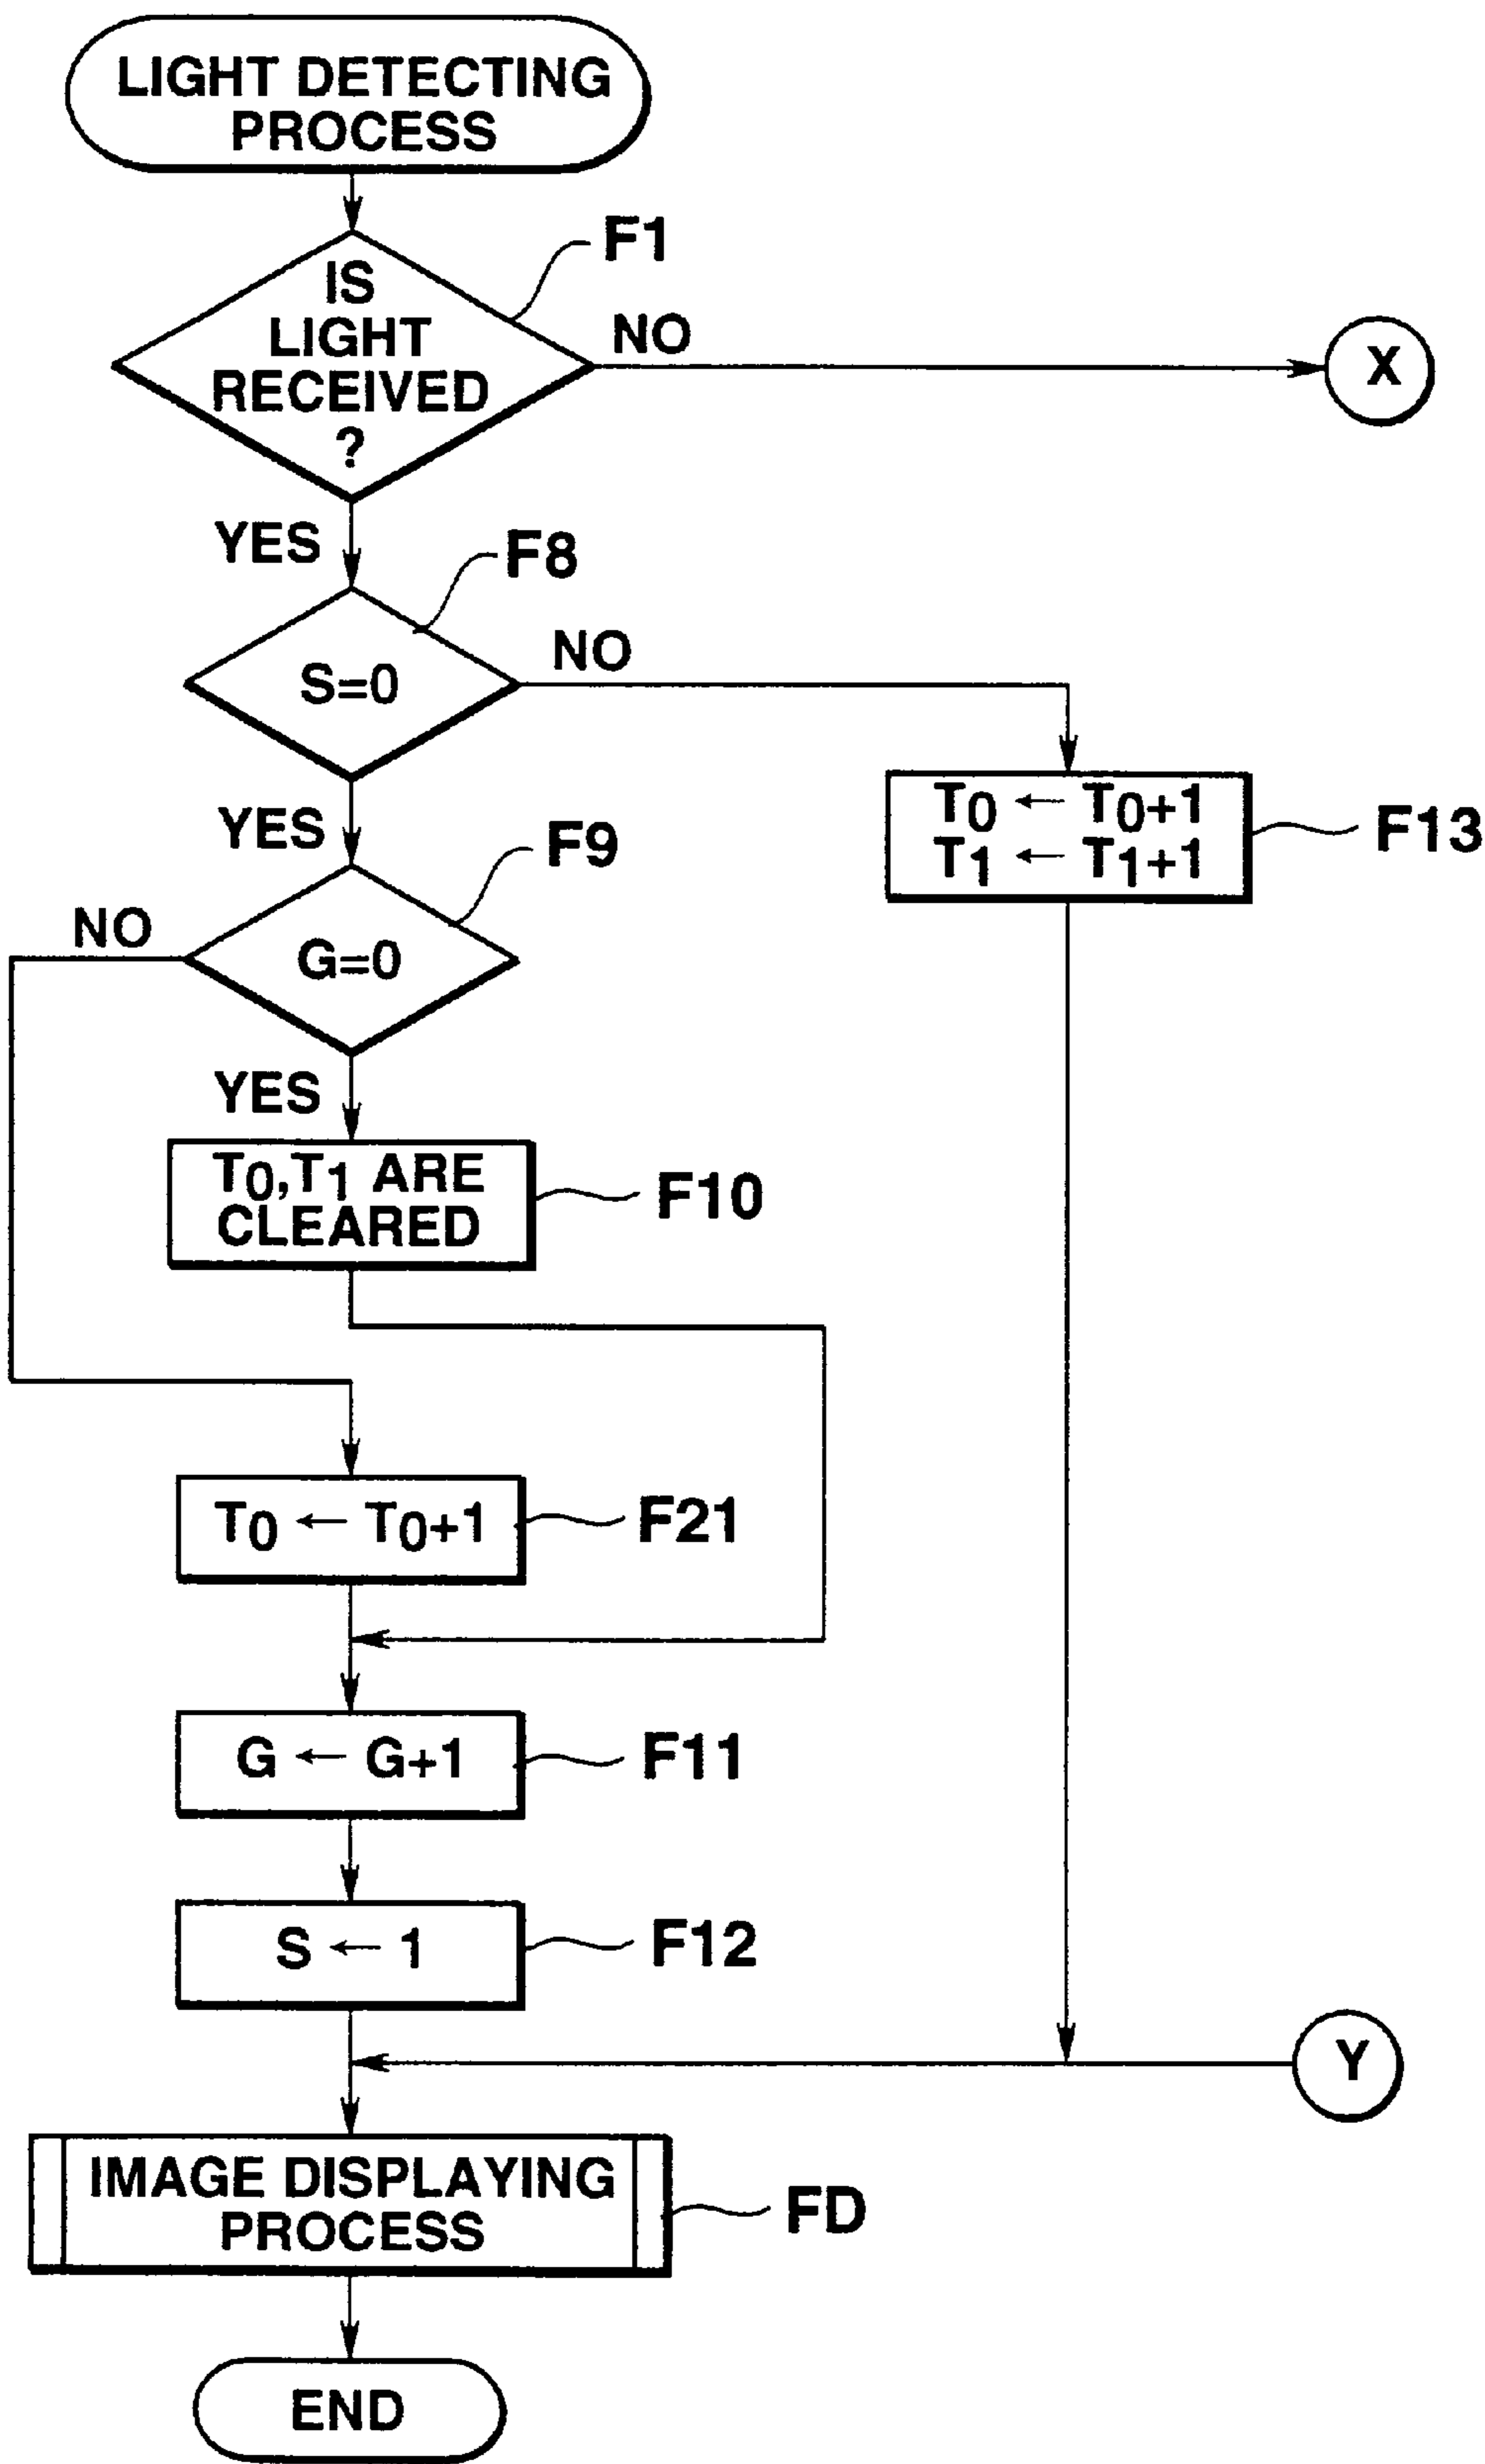 LIGHT DETECTING
PROCESS
F1
IS
LIGHT
RECEIVED
?
NO
X
YES
F8
S=0
NO
T0 ← T0+1
T1 ← T1+1
F13
YES
F9
NO
G=0
YES
T0,T1 ARE
CLEARED
F10
T0 ← T0+1
F21
G ← G+1
F11
S ← 1
F12
Y
IMAGE DISPLAYING
PROCESS
FD
END